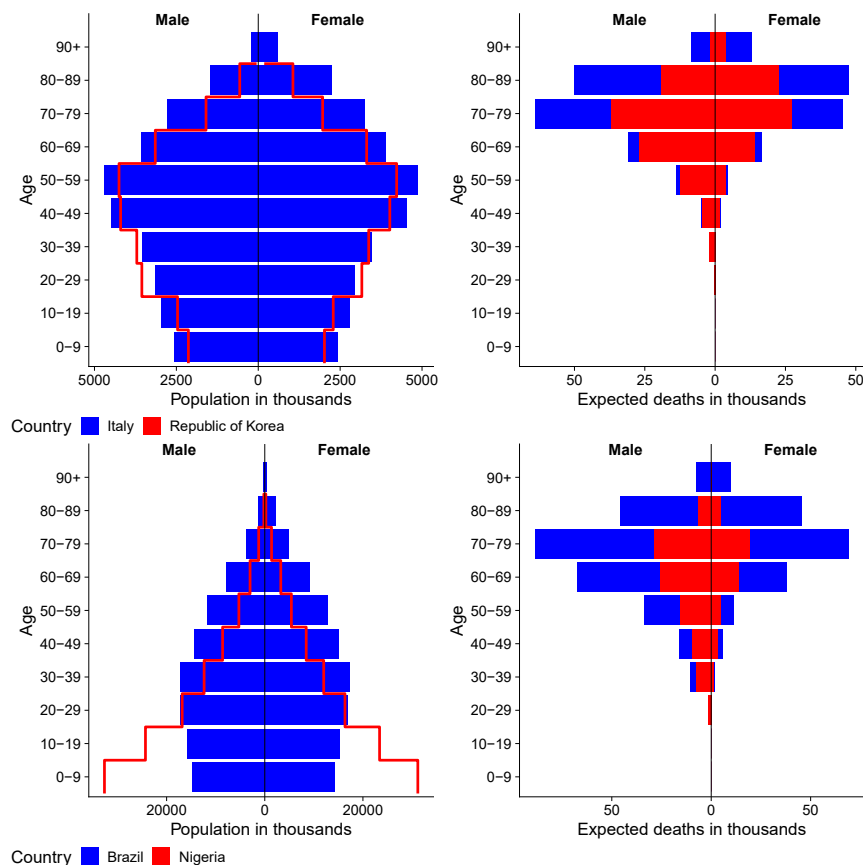 Male Female
90+
80−89
70−79
60−69
50−59
40−49
30−39
20−29
10−19
0−9
Age
5000 2500 0 2500 5000
Population in thousands
Male Female
90+
80−89
70−79
60−69
50−59
40−49
30−39
20−29
10−19
0−9
Age
50 25 0 25 50
Expected deaths in thousands
Country Italy Republic of Korea
Male Female
90+
80−89
70−79
60−69
50−59
40−49
30−39
20−29
10−19
0−9
Age
20000 0 20000
Population in thousands
Male Female
90+
80−89
70−79
60−69
50−59
40−49
30−39
20−29
10−19
0−9
Age
50 0 50
Expected deaths in thousands
Country Brazil Nigeria